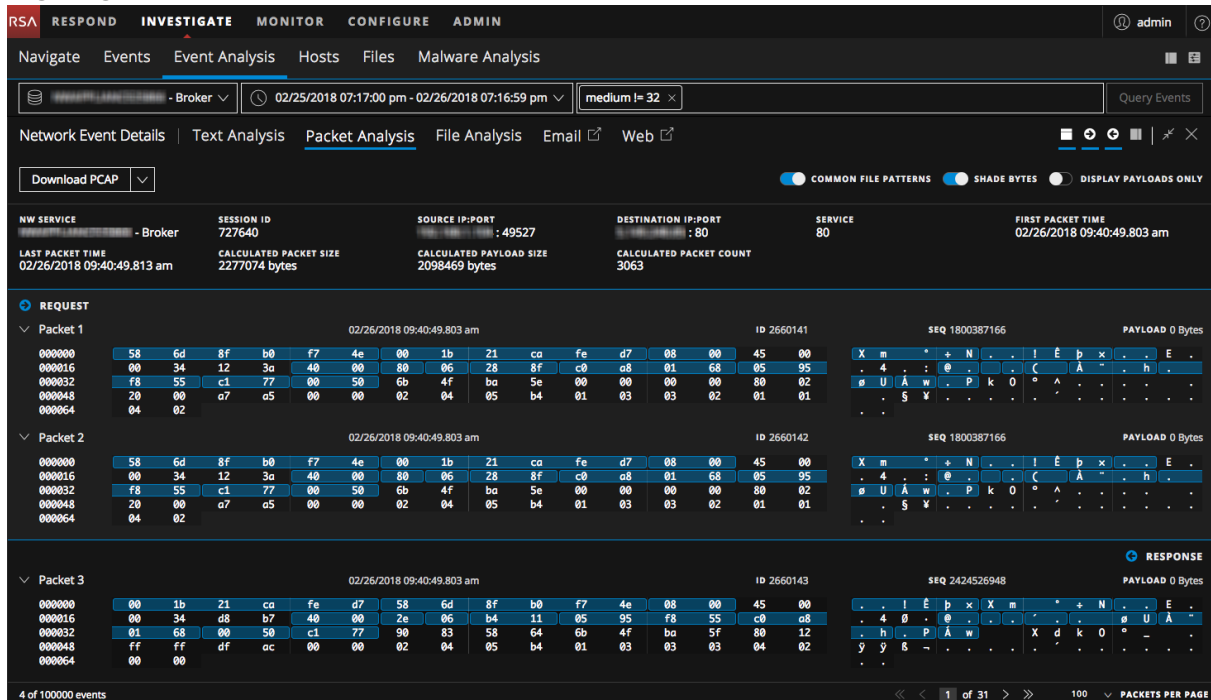 RSA RESPOND INVESTIGATE MONITOR CONFIGURE ADMIN admin ?
Navigate Events Event Analysis Hosts Files Malware Analysis
- Broker 02/25/2018 07:17:00 pm - 02/26/2018 07:16:59 pm medium != 32 × Query Events
Network Event Details | Text Analysis Packet Analysis File Analysis Email Web
Download PCAP COMMON FILE PATTERNS SHADE BYTES DISPLAY PAYLOADS ONLY
NW SERVICE SESSION ID SOURCE IP:PORT DESTINATION IP:PORT SERVICE FIRST PACKET TIME
- Broker 727640 : 49527 : 80 80 02/26/2018 09:40:49.803 am
LAST PACKET TIME CALCULATED PACKET SIZE CALCULATED PAYLOAD SIZE CALCULATED PACKET COUNT
02/26/2018 09:40:49.813 am 2277074 bytes 2098469 bytes 3063
REQUEST
Packet 1 02/26/2018 09:40:49.803 am ID 2660141 SEQ 1800387166 PAYLOAD 0 Bytes
000000 58 6d 8f b0 f7 4e 00 1b 21 ca fe d7 08 00 45 00 X m ° ÷ N . . ! Ê þ × . . E .
000016 00 34 12 3a 40 00 80 06 28 8f c0 a8 01 68 05 95 . 4 . : @ . . ( À ¨ . h .
000032 f8 55 c1 77 00 50 6b 4f ba 5e 00 00 00 00 80 02 ø U Á w . P k O º ^ . . . . .
000048 20 00 a7 a5 00 00 02 04 05 b4 01 03 03 02 01 01 . § ¥ . . . . . ´ . . . . . .
000064 04 02 . .
Packet 2 02/26/2018 09:40:49.803 am ID 2660142 SEQ 1800387166 PAYLOAD 0 Bytes
000000 58 6d 8f b0 f7 4e 00 1b 21 ca fe d7 08 00 45 00 X m ° ÷ N . . ! Ê þ × . . E .
000016 00 34 12 3a 40 00 80 06 28 8f c0 a8 01 68 05 95 . 4 . : @ . . ( À ¨ . h .
000032 f8 55 c1 77 00 50 6b 4f ba 5e 00 00 00 00 80 02 ø U Á w . P k O º ^ . . . . .
000048 20 00 a7 a5 00 00 02 04 05 b4 01 03 03 02 01 01 . § ¥ . . . . . ´ . . . . . .
000064 04 02 . .
RESPONSE
Packet 3 02/26/2018 09:40:49.803 am ID 2660143 SEQ 2424526948 PAYLOAD 0 Bytes
000000 00 1b 21 ca fe d7 58 6d 8f b0 f7 4e 08 00 45 00 . . ! Ê þ × X m ° ÷ N . . E .
000016 00 34 d8 b7 40 00 2e 06 b4 11 05 95 f8 55 c0 a8 . 4 Ø · @ . . . ´ . . ø U À ¨
000032 01 68 00 50 c1 77 90 83 58 64 6b 4f ba 5f 80 12 . h . P Á w X d k O º _ .
000048 ff ff df ac 00 00 02 04 05 b4 01 03 03 03 04 02 ÿ ÿ ß ¬ . . . . . ´ . . . . . .
000064 00 00 . .
4 of 100000 events 1 of 31 100 PACKETS PER PAGE